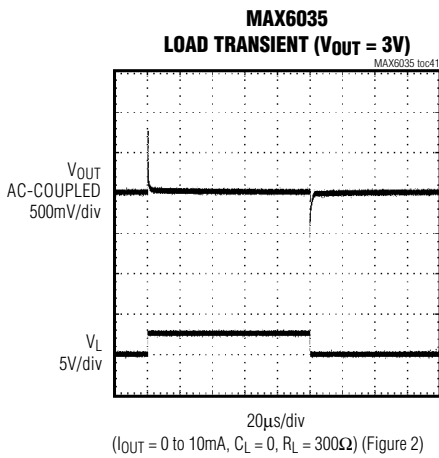 MAX6035
LOAD TRANSIENT (VOUT = 3V)
MAX6035 toc41
VOUT
AC-COUPLED
500mV/div
VL
5V/div
20μs/div
(IOUT = 0 to 10mA, CL = 0, RL = 300Ω) (Figure 2)